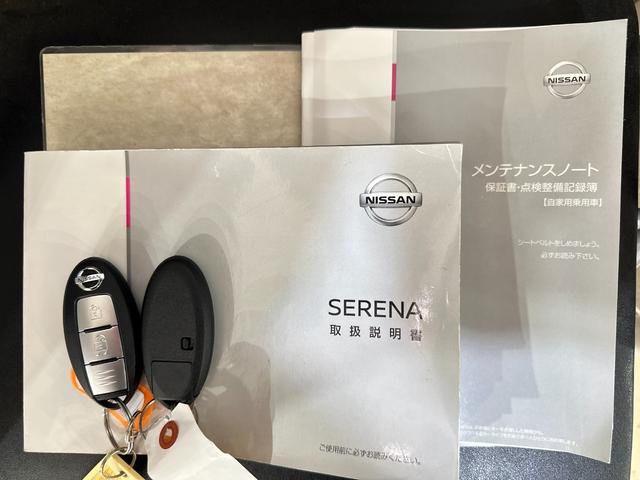 NISSAN
メンテナンスノート
保証書・点検整備記録簿
【自家用乗用車】
シートベルトをしめましょう。
必ずお読み下さい。
NISSAN
SERENA
取扱説明書
ご使用前に必ずお読みください。
NISSAN